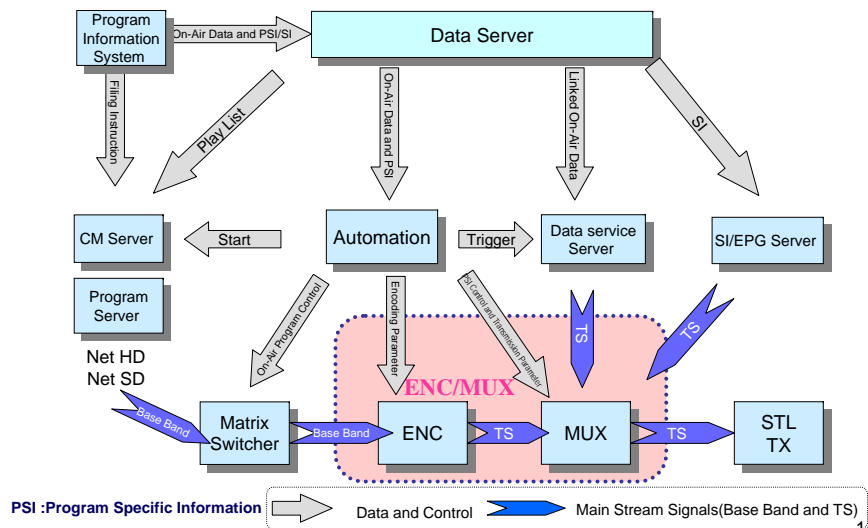 Program
Information
System
On-Air Data and PSI/SI
Data Server
Filing Instruction
Play List
On-Air Data
and PSI
Linked On-Air Data
SI
CM Server
Start
Automation
Trigger
Data service
Server
SI/EPG Server
Program
Server
Net HD
Net SD
On-Air Program Control
Encoding Parameter
PSI Control and Transmission Parameter
TS
TS
ENC/MUX
Base Band
Matrix
Switcher
Base Band
ENC
TS
MUX
TS
STL
TX
PSI :Program Specific Information
Data and Control
Main Stream Signals(Base Band and TS)
1